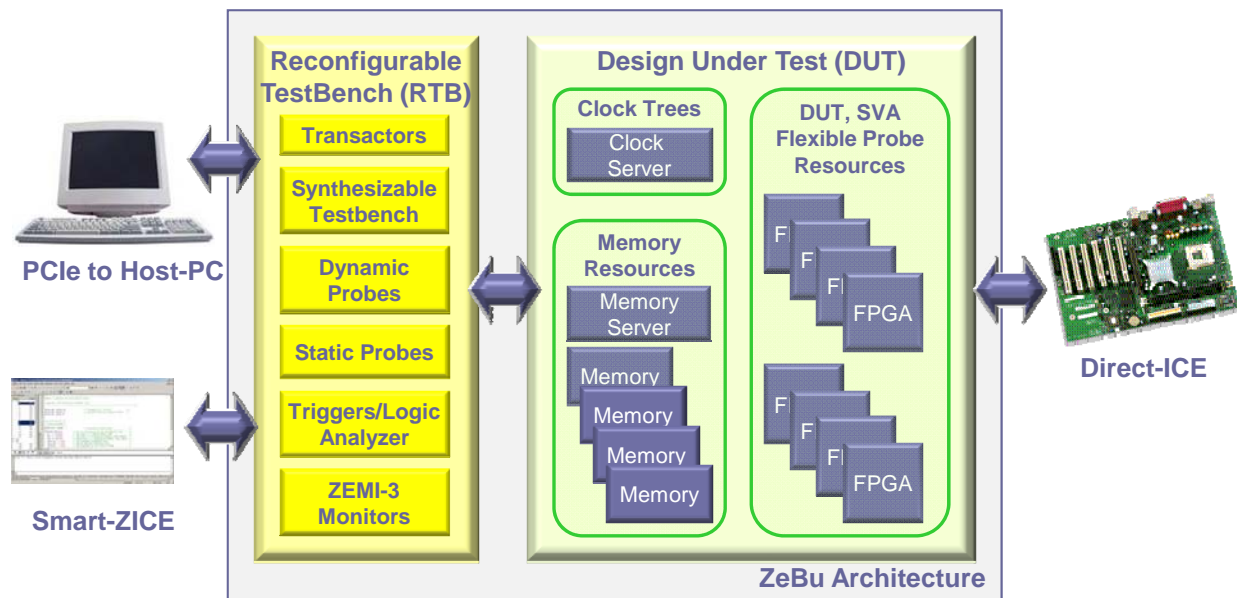 Reconfigurable
TestBench (RTB)
Transactors
Synthesizable
Testbench
Dynamic
Probes
Static Probes
Triggers/Logic
Analyzer
ZEMI-3
Monitors
PCIe to Host-PC
Smart-ZICE
Design Under Test (DUT)
Clock Trees
Clock
Server
Memory
Resources
Memory
Server
Memory
Memory
Memory
Memory
DUT, SVA
Flexible Probe
Resources
F
F
FPGA
F
FPGA
Direct-ICE
ZeBu Architecture